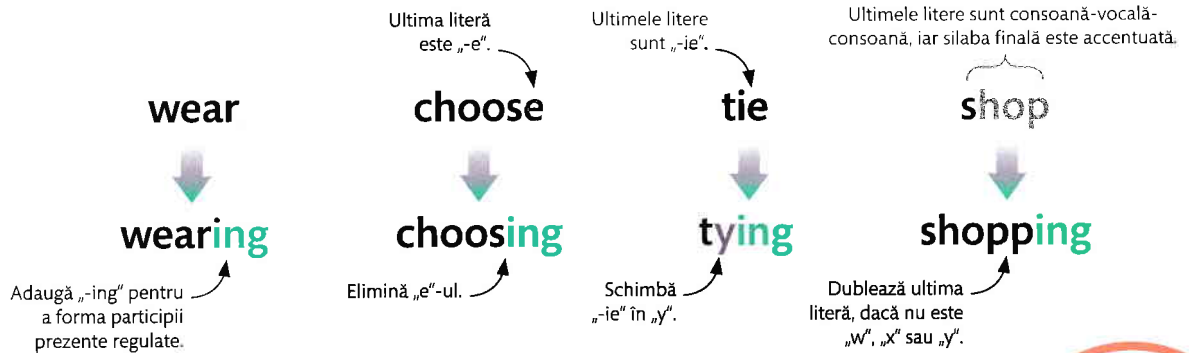 Ultima literă
este „-e“.
Ultimele litere
sunt „-ie“.
Ultimele litere sunt consoană-vocală-
consoană, iar silaba finală este accentuată.
wear
choose
tie
shop
wearing
choosing
tying
shopping
Adaugă „-ing“ pentru
a forma participii
prezente regulate.
Elimină „e“-ul.
Schimbă
„-ie“ în „y“.
Dublează ultima
literă, dacă nu este
„w“, „x“ sau „y“.